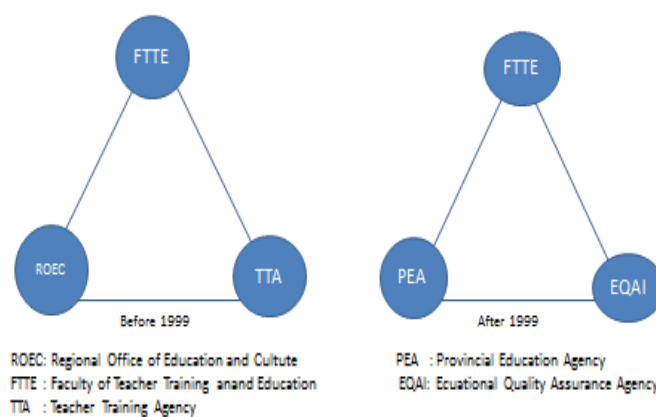 FTTE
FTTE
ROEC
TTA
PEA
EQAI
Before 1999
After 1999
ROEC: Regional Office of Education and Cultute
FTTE : Faculty of Teacher Training anand Education
TTA : Teacher Training Agency
PEA : Provincial Education Agency
EQAI: Ecuational Quality Assurance Agency